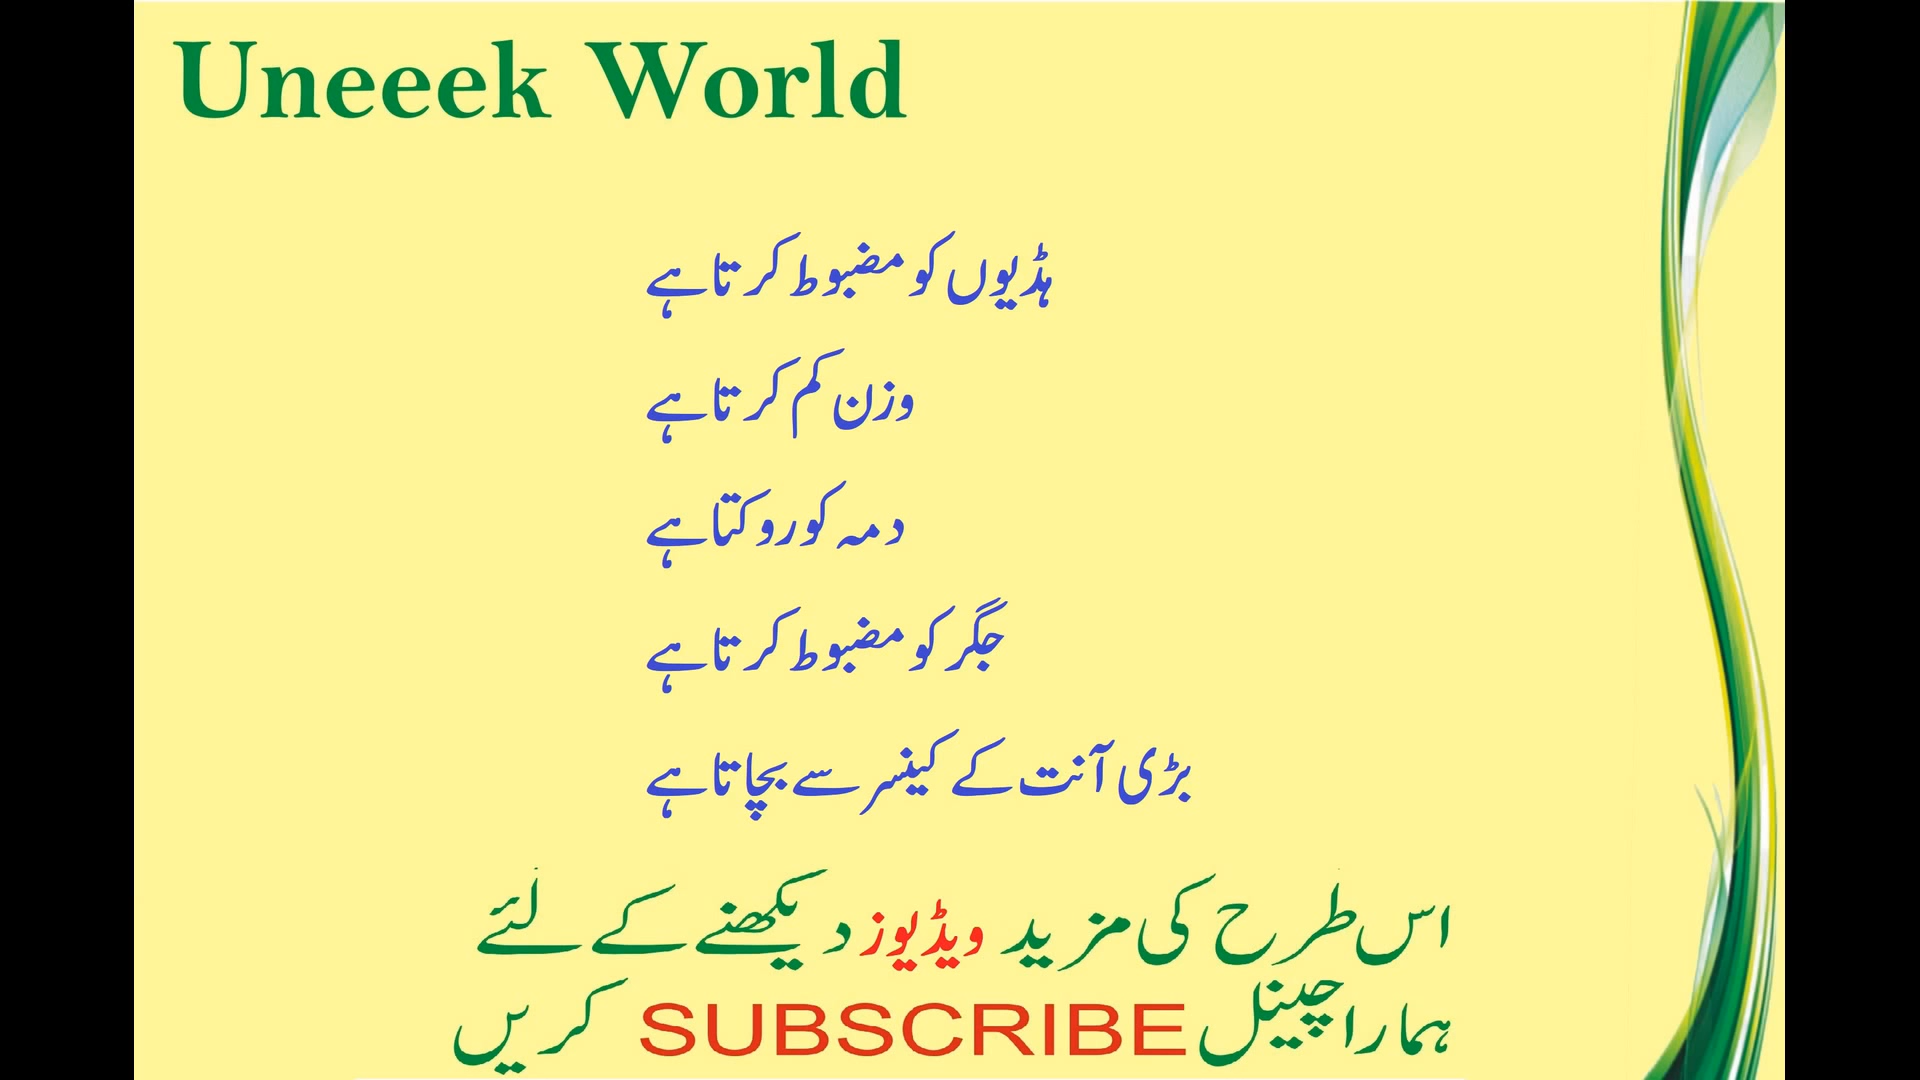 Uneeek World
ہڈیوں کو مضبوط کرتا ہے
وزن کم کرتا ہے
دمہ کو روکتا ہے
جگر کو مضبوط کرتا ہے
بڑی آنت کے کینسر سے بچاتا ہے
اس طرح کی مزید ویڈیوز دیکھنے کے لئے
ہمارا چینل SUBSCRIBE کریں